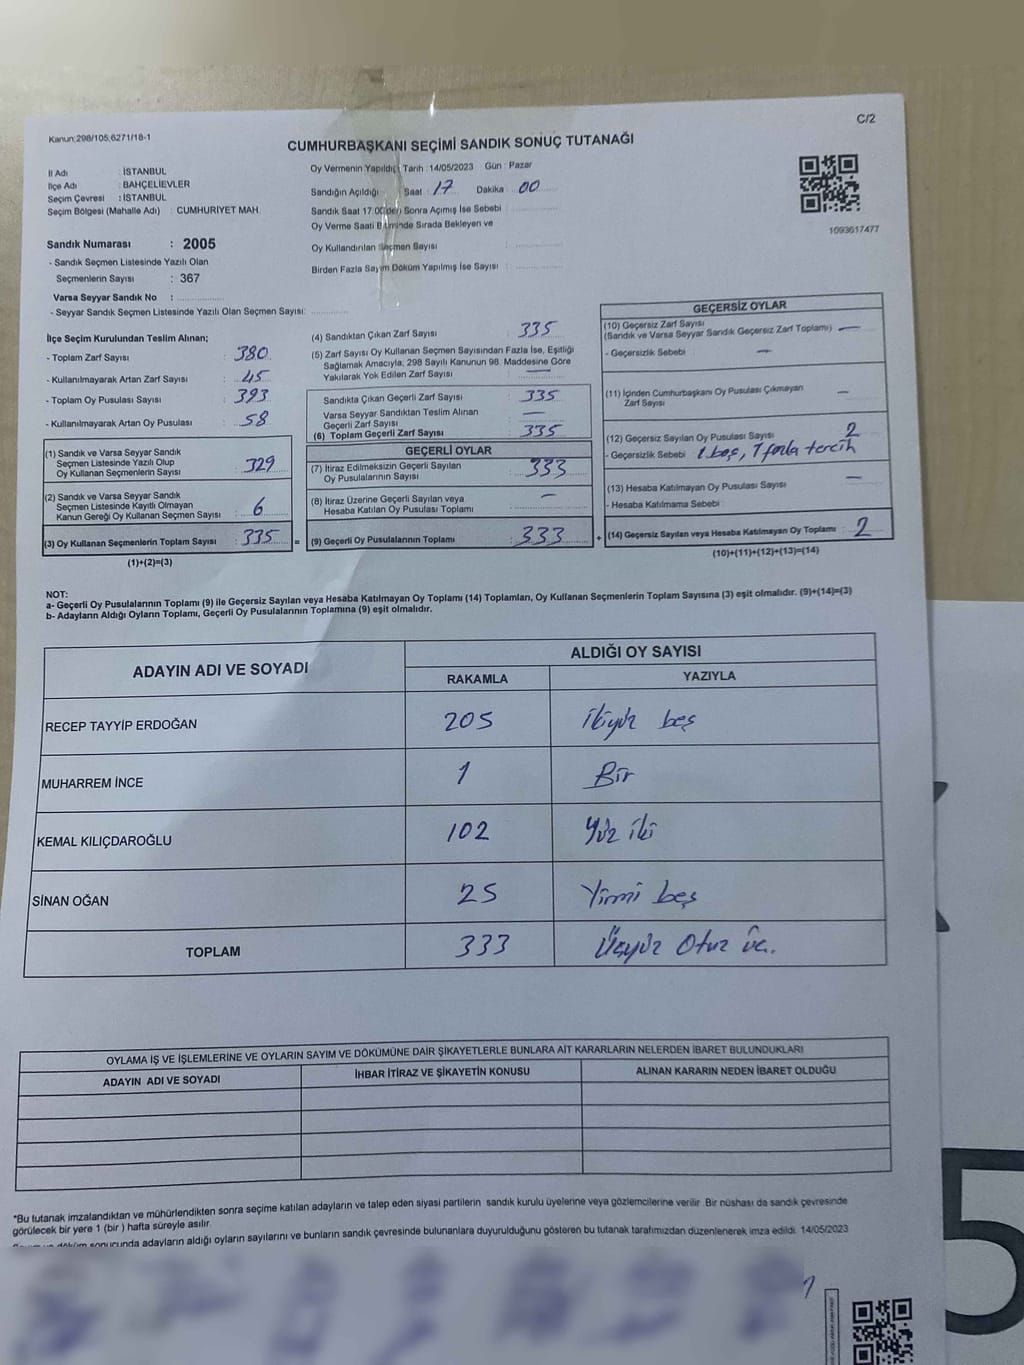 Kanun: 298/105;6271/18-1
C/2
CUMHURBAŞKANI SEÇİMİ SANDIK SONUÇ TUTANAĞI
İl Adı : İSTANBUL
İlçe Adı : BAHÇELİEVLER
Seçim Çevresi : İSTANBUL
Seçim Bölgesi (Mahalle Adı) : CUMHURİYET MAH.
Sandık Numarası : 2005
- Sandık Seçmen Listesinde Yazılı Olan
Seçmenlerin Sayısı : 367
Varsa Seyyar Sandık No :
- Seyyar Sandık Seçmen Listesinde Yazılı Olan Seçmen Sayısı:
Oy Vermenin Yapıldığı Tarih : 14/05/2023 Gün : Pazar
Sandığın Açıldığı Saat : 17 Dakika : 00
Sandık Saat 17:00'den Sonra Açımış İse Sebebi :
Oy Verme Saati Bitiminde Sırada Bekleyen ve
Oy Kullandırılan Seçmen Sayısı :
Birden Fazla Sayım Döküm Yapılmış İse Sayısı :
1093617477
İlçe Seçim Kurulundan Teslim Alınan;
- Toplam Zarf Sayısı : 380
- Kullanılmayarak Artan Zarf Sayısı : 45
- Toplam Oy Pusulası Sayısı : 393
- Kullanılmayarak Artan Oy Pusulası : 58
(1) Sandık ve Varsa Seyyar Sandık
Seçmen Listesinde Yazılı Olup
Oy Kullanan Seçmenlerin Sayısı : 329
(2) Sandık ve Varsa Seyyar Sandık
Seçmen Listesinde Kayıtlı Olmayan
Kanun Gereği Oy Kullanan Seçmen Sayısı : 6
(3) Oy Kullanan Seçmenlerin Toplam Sayısı : 335
(1)+(2)=(3)
(4) Sandıktan Çıkan Zarf Sayısı : 335
(5) Zarf Sayısı Oy Kullanan Seçmen Sayısından Fazla İse, Eşitliği
Sağlamak Amacıyla; 298 Sayılı Kanunun 98. Maddesine Göre
Yakılarak Yok Edilen Zarf Sayısı : —
Sandıkta Çıkan Geçerli Zarf Sayısı : 335
Varsa Seyyar Sandıktan Teslim Alınan
Geçerli Zarf Sayısı : —
(6) Toplam Geçerli Zarf Sayısı : 335
GEÇERLİ OYLAR
(7) İtiraz Edilmeksizin Geçerli Sayılan
Oy Pusulalarının Sayısı : 333
(8) İtiraz Üzerine Geçerli Sayılan veya
Hesaba Katılan Oy Pusulası Toplamı : —
= (9) Geçerli Oy Pusulalarının Toplamı : 333 +
GEÇERSİZ OYLAR
(10) Geçersiz Zarf Sayısı
(Sandık ve Varsa Seyyar Sandık Geçersiz Zarf Toplamı) —
- Geçersizlik Sebebi : —
(11) İçinden Cumhurbaşkanı Oy Pusulası Çıkmayan
Zarf Sayısı —
(12) Geçersiz Sayılan Oy Pusulası Sayısı 2
- Geçersizlik Sebebi 1 boş, 1 fazla tercih
(13) Hesaba Katılmayan Oy Pusulası Sayısı —
- Hesaba Katılmama Sebebi
(14) Geçersiz Sayılan veya Hesaba Katılmayan Oy Toplamı : 2
(10)+(11)+(12)+(13)=(14)
NOT:
a- Geçerli Oy Pusulalarının Toplamı (9) ile Geçersiz Sayılan veya Hesaba Katılmayan Oy Toplamı (14) Toplamları, Oy Kullanan Seçmenlerin Toplam Sayısına (3) eşit olmalıdır. (9)+(14)=(3)
b- Adayların Aldığı Oyların Toplamı, Geçerli Oy Pusulalarının Toplamına (9) eşit olmalıdır.
ADAYIN ADI VE SOYADI
ALDIĞI OY SAYISI
RAKAMLA YAZIYLA
RECEP TAYYİP ERDOĞAN 205 ikiyüz beş
MUHARREM İNCE 1 Bir
KEMAL KILIÇDAROĞLU 102 Yüz iki
SİNAN OĞAN 25 Yirmi beş
TOPLAM 333 Üçyüz Otuz üç.
OYLAMA İŞ VE İŞLEMLERİNE VE OYLARIN SAYIM VE DÖKÜMÜNE DAİR ŞİKAYETLERLE BUNLARA AİT KARARLARIN NELERDEN İBARET BULUNDUKLARI
ADAYIN ADI VE SOYADI İHBAR İTİRAZ VE ŞİKAYETİN KONUSU ALINAN KARARIN NEDEN İBARET OLDUĞU
*Bu tutanak imzalandıktan ve mühürlendikten sonra seçime katılan adayların ve talep eden siyasi partilerin sandık kurulu üyelerine veya gözlemcilerine verilir. Bir nüshası da sandık çevresinde
görülecek bir yere 1 (bir ) hafta süreyle asılır.
Sayım ve döküm sonucunda adayların aldığı oyların sayılarını ve bunların sandık çevresinde bulunanlara duyurulduğunu gösteren bu tutanak tarafımızdan düzenlenerek imza edildi. 14/05/2023
5